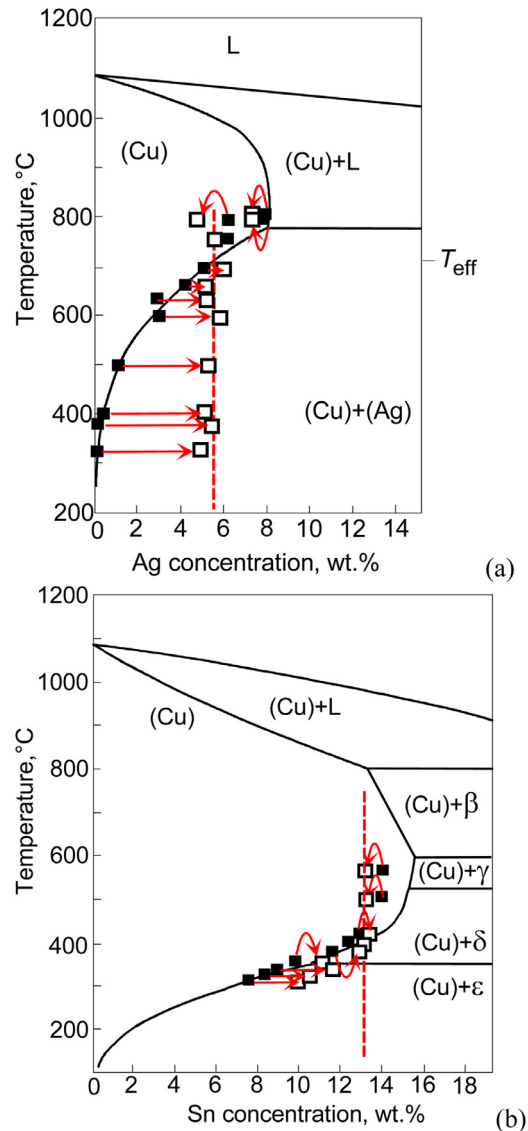 1200
L
1000
(Cu)
(Cu)+L
800
T eff
600
400
(Cu)+(Ag)
200
0 2 4 6 8 10 12 14
Temperature,°C
Ag concentration, wt.%
(a)
1200
1000
(Cu)
(Cu)+L
800
(Cu)+β
600
(Cu)+γ
400
(Cu)+δ
(Cu)+ε
200
0 2 4 6 8 10 12 14 16 18
Temperature,°C
Sn concentration, wt.%
(b)